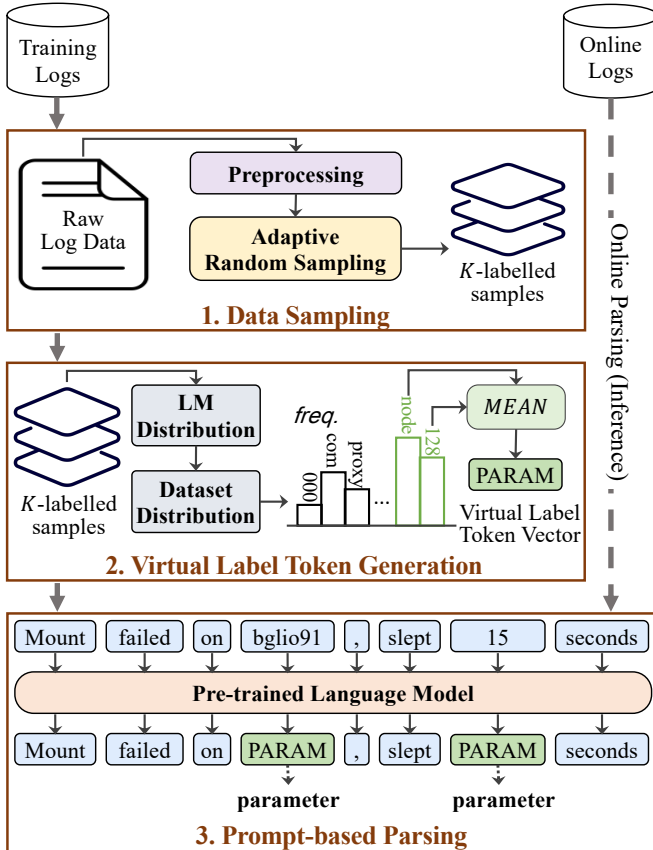 Training
Logs
Online
Logs
Raw
Log Data
Preprocessing
Adaptive
Random Sampling
K-labelled
samples
1. Data Sampling
Online Parsing (Inference)
K-labelled
samples
LM
Distribution
Dataset
Distribution
freq.
000
com
proxy
...
node
128
MEAN
PARAM
Virtual Label
Token Vector
2. Virtual Label Token Generation
Mount failed on bglio91 , slept 15 seconds
Pre-trained Language Model
Mount failed on PARAM , slept PARAM seconds
parameter parameter
3. Prompt-based Parsing